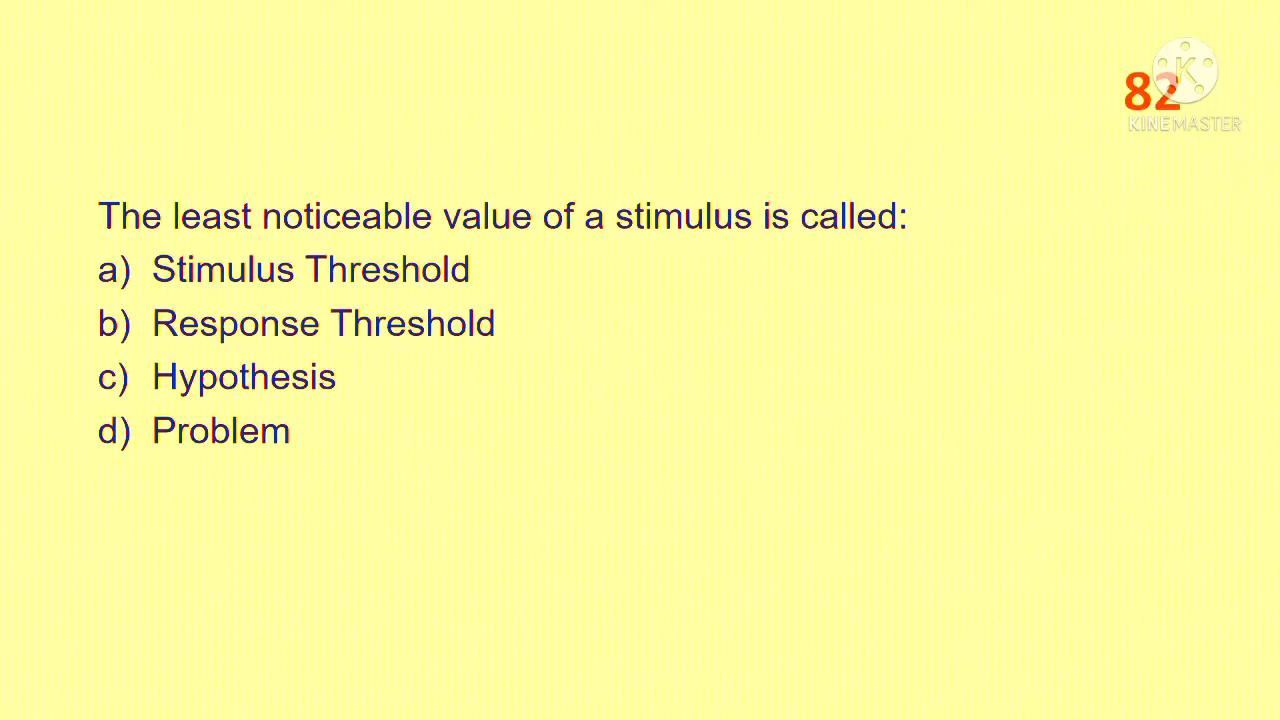 82
KINEMASTER
The least noticeable value of a stimulus is called:
a) Stimulus Threshold
b) Response Threshold
c) Hypothesis
d) Problem